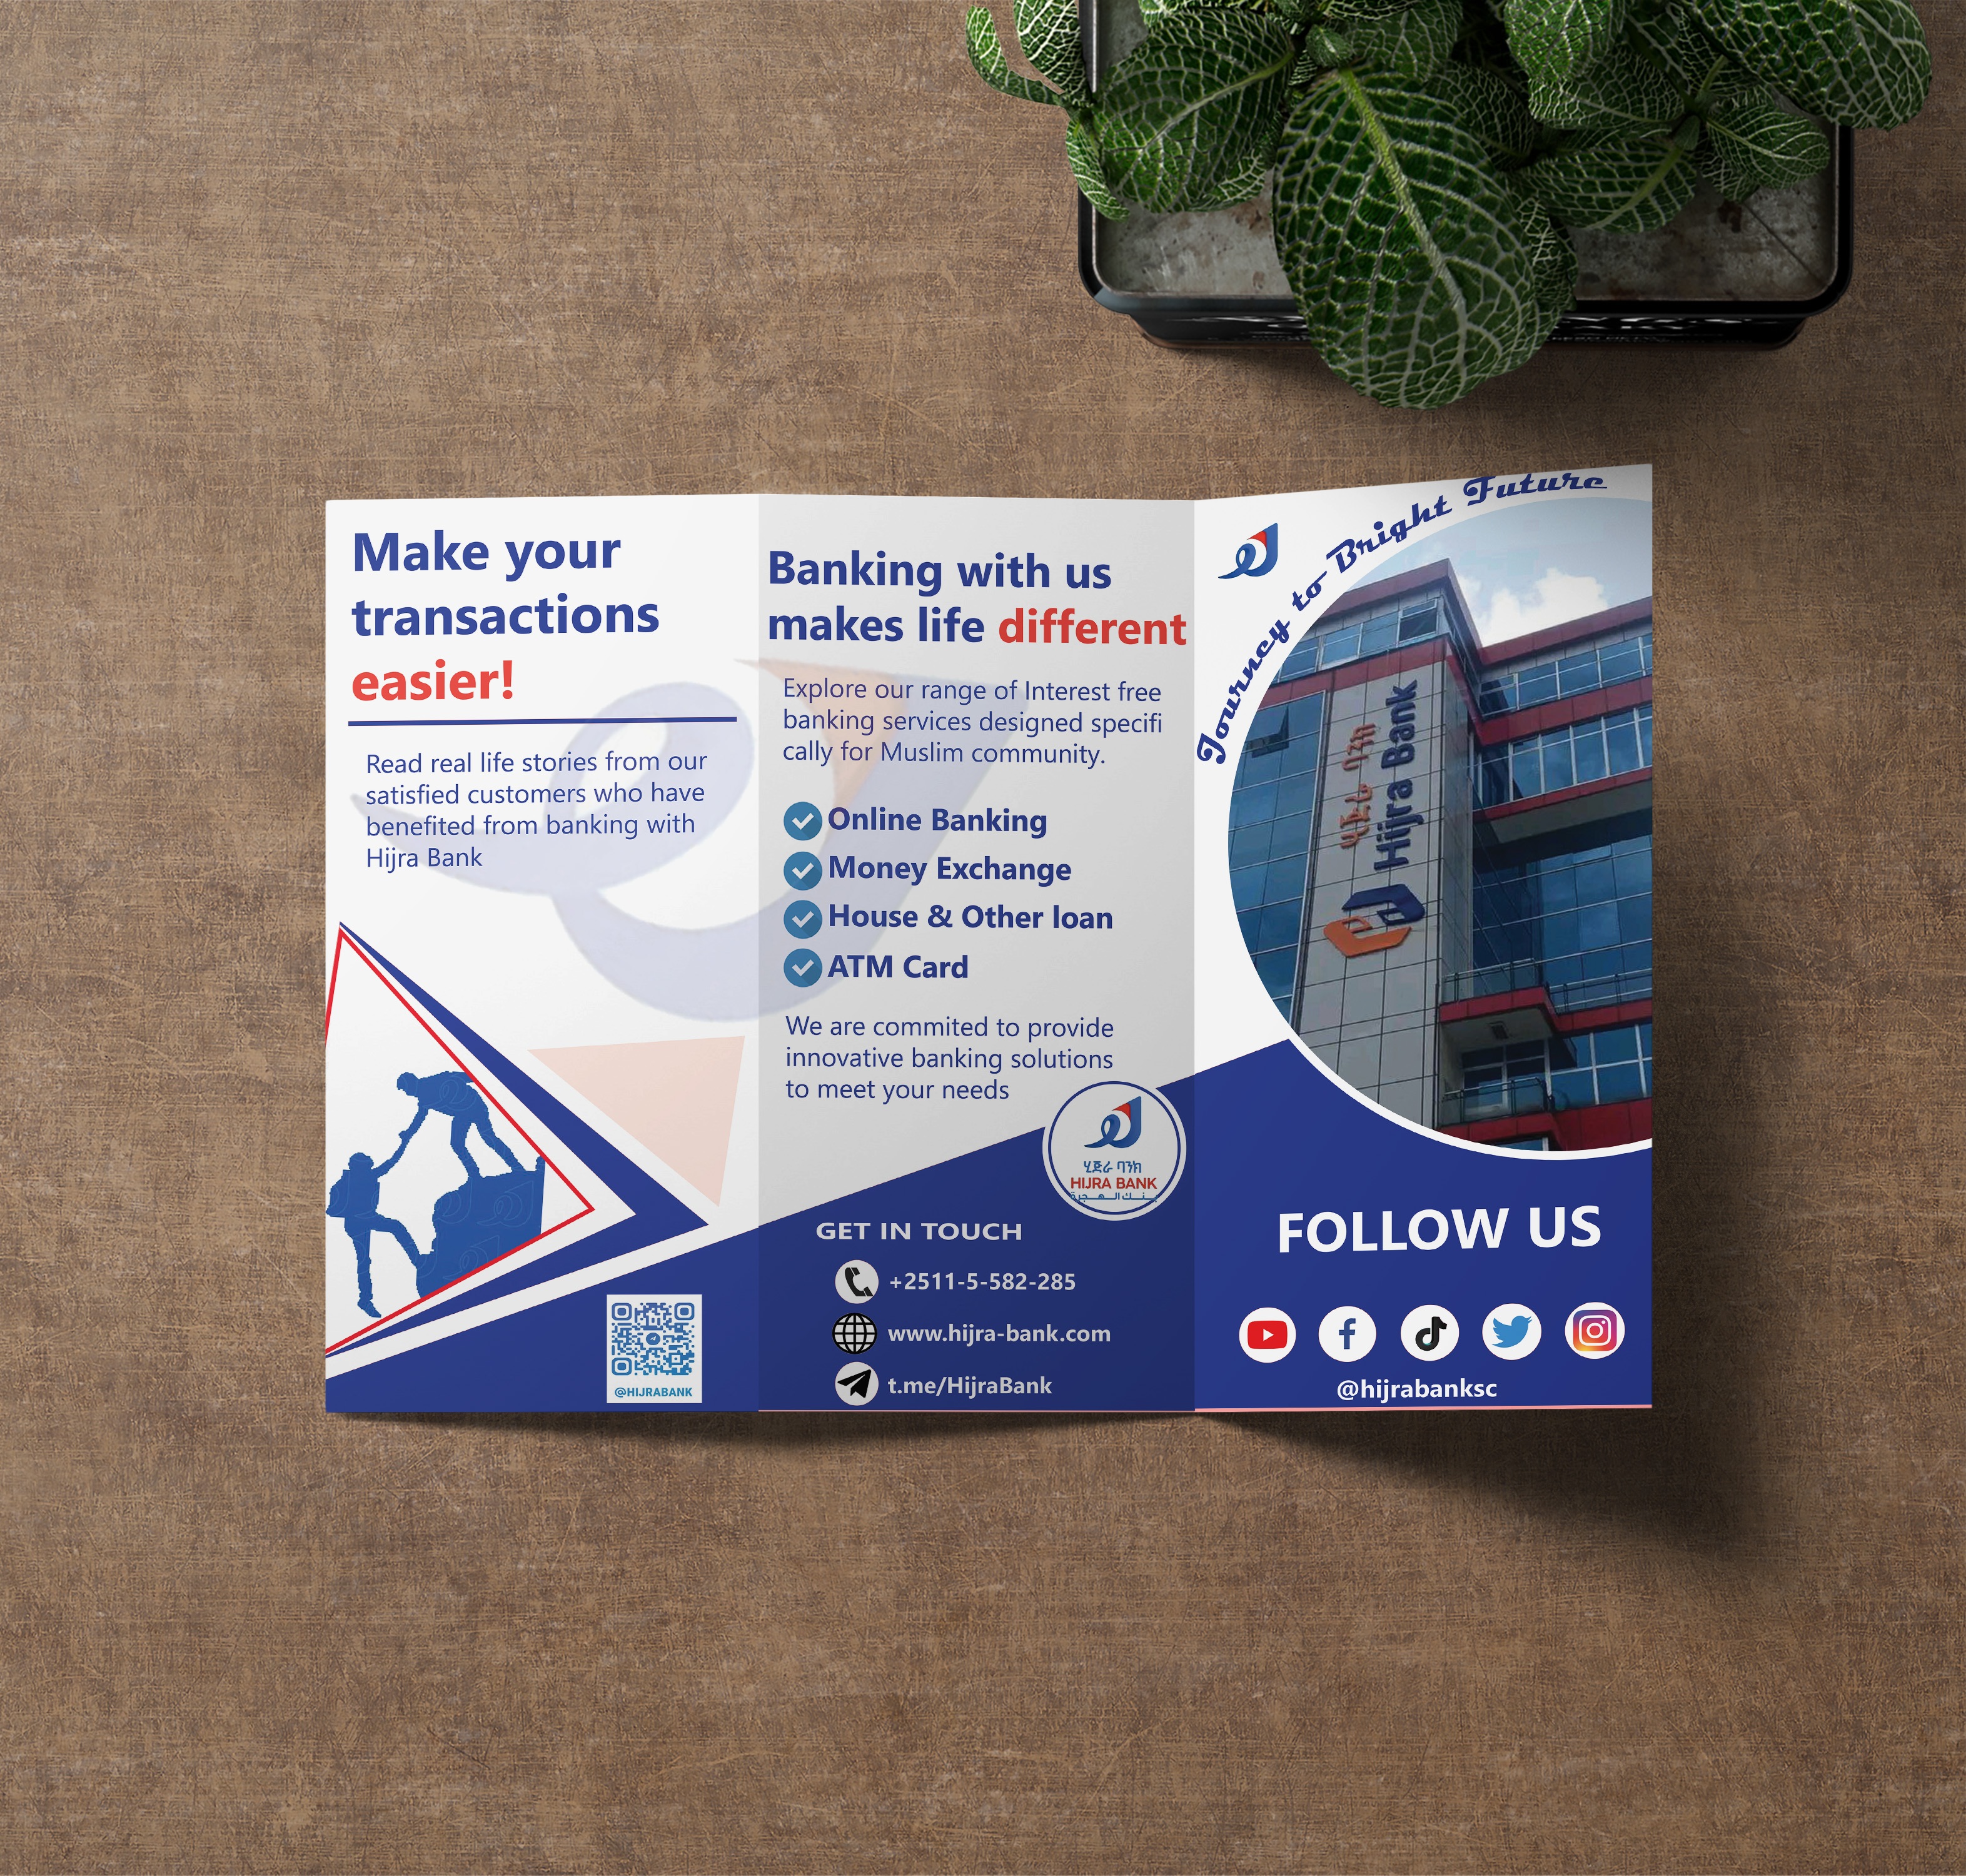 Make your
transactions
easier!
Read real life stories from our
satisfied customers who have
benefited from banking with
Hijra Bank
@HIJRABANK
Banking with us
makes life different
Explore our range of Interest free
banking services designed specifi
cally for Muslim community.
Online Banking
Money Exchange
House & Other loan
ATM Card
We are commited to provide
innovative banking solutions
to meet your needs
ሂጅራ ባንክ
HIJRA BANK
بنك الهجرة
GET IN TOUCH
+2511-5-582-285
www.hijra-bank.com
t.me/HijraBank
Journey to Bright Future
ሂጅራ ባንክ
Hijra Bank
FOLLOW US
@hijrabanksc